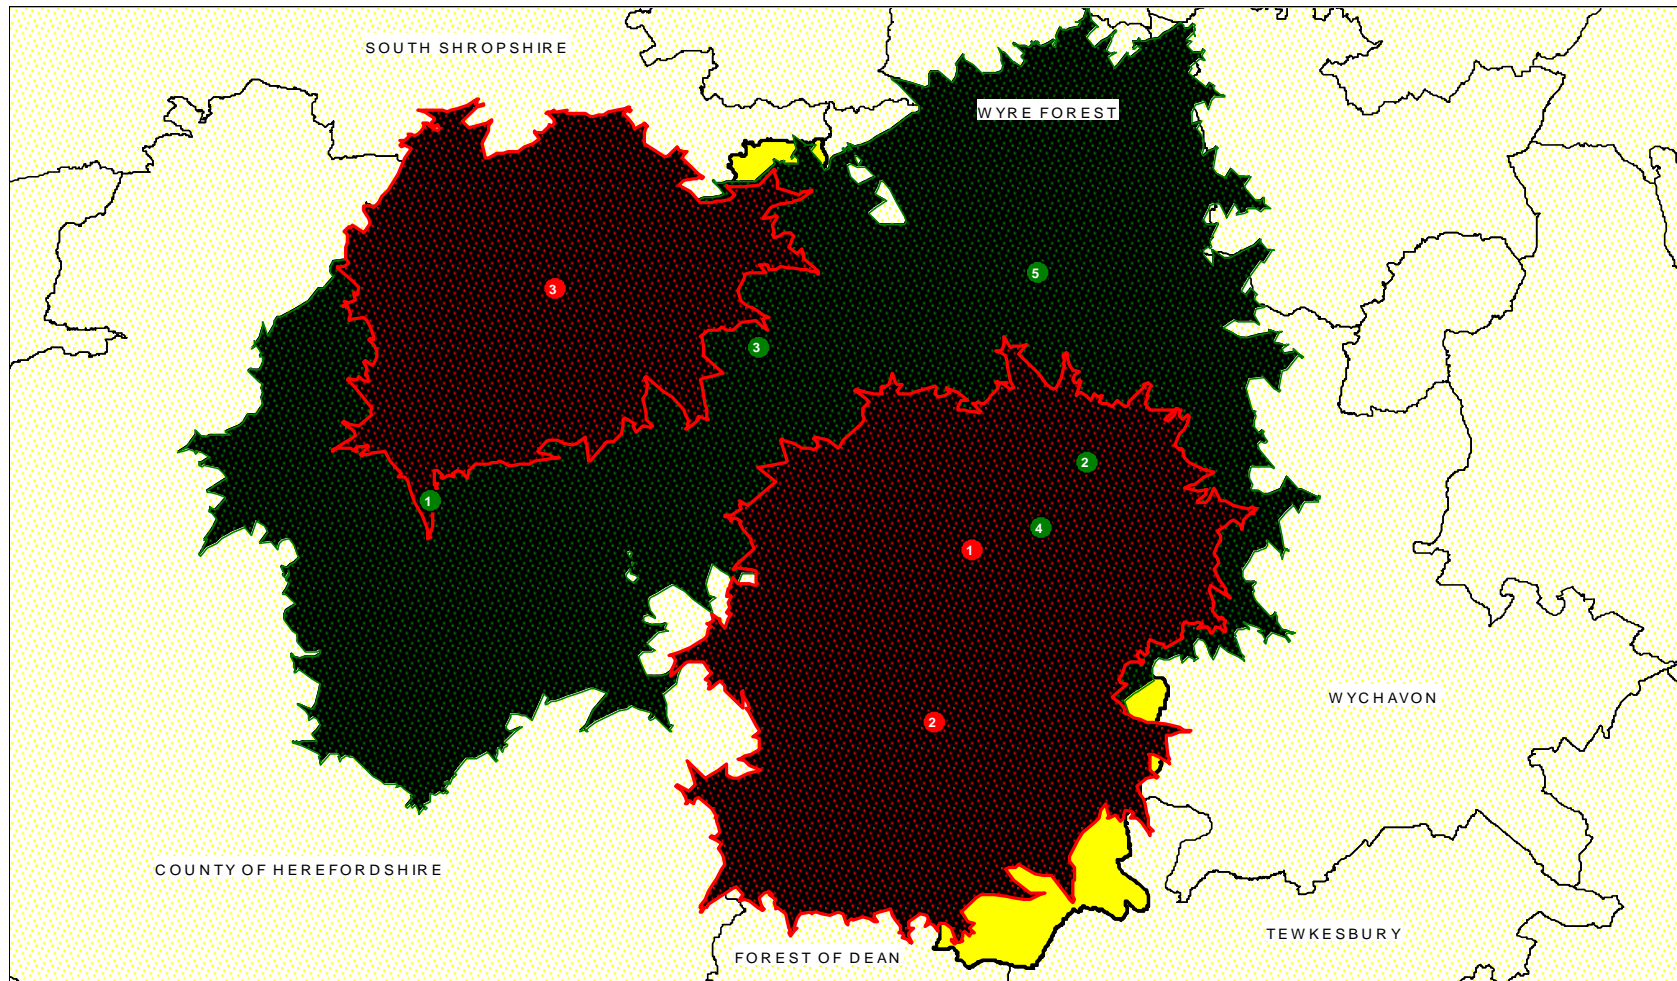 SOUTH SHROPSHIRE
WYRE FOREST
5
3
3
2
1
4
1
WYCHAVON
2
COUNTY OF HEREFORDSHIRE
TEWKESBURY
FOREST OF DEAN